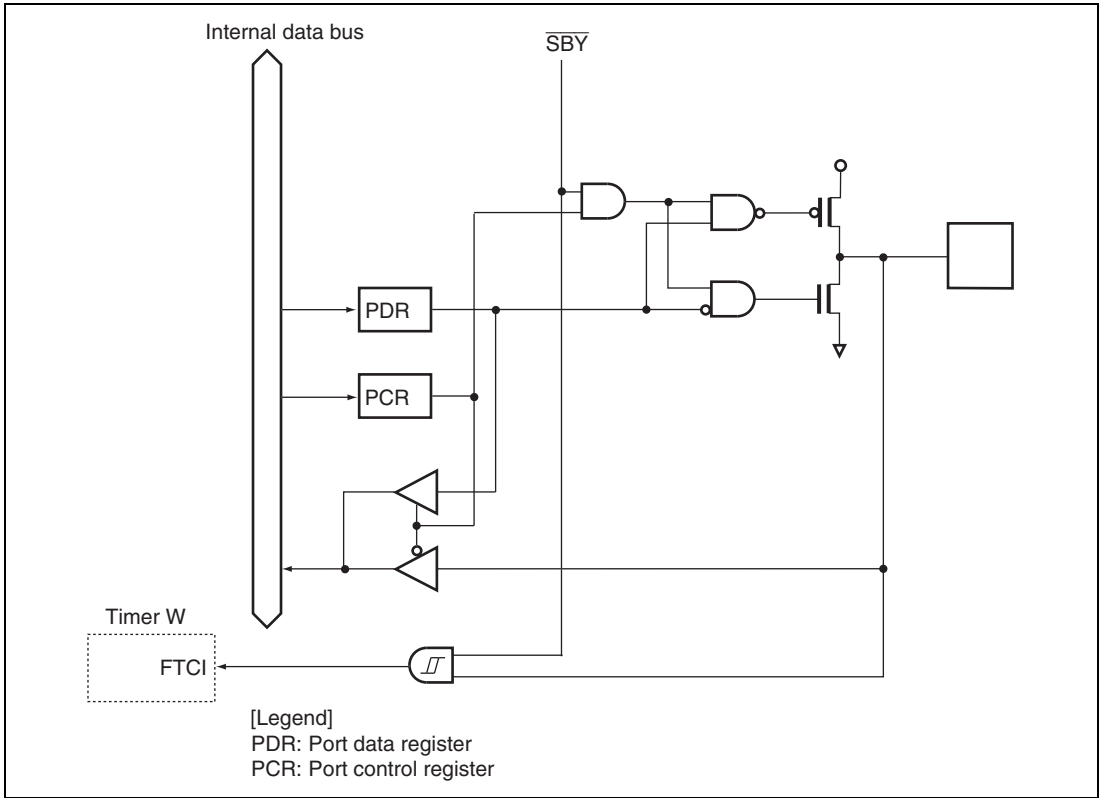 Internal data bus
SBY
PDR
PCR
Timer W
FTCI
[Legend]
PDR: Port data register
PCR: Port control register